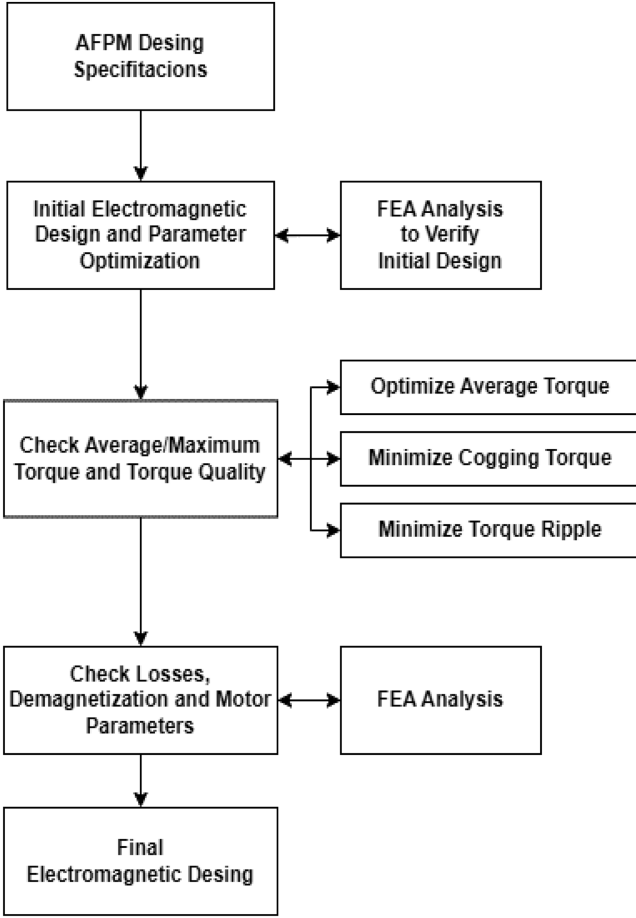 AFPM Desing
Specifitacions
Initial Electromagnetic
Design and Parameter
Optimization
FEA Analysis
to Verify
Initial Design
Check Average/Maximum
Torque and Torque Quality
Optimize Average Torque
Minimize Cogging Torque
Minimize Torque Ripple
Check Losses,
Demagnetization and Motor
Parameters
FEA Analysis
Final
Electromagnetic Desing